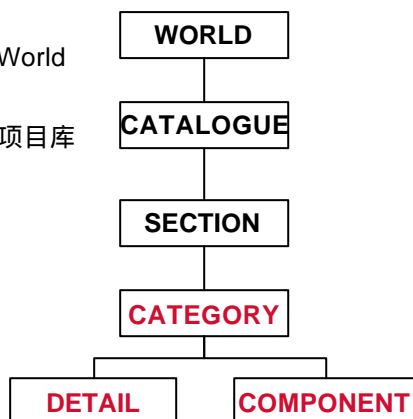 WORLD
World
CATALOGUE
项目库
SECTION
CATEGORY
DETAIL
COMPONENT